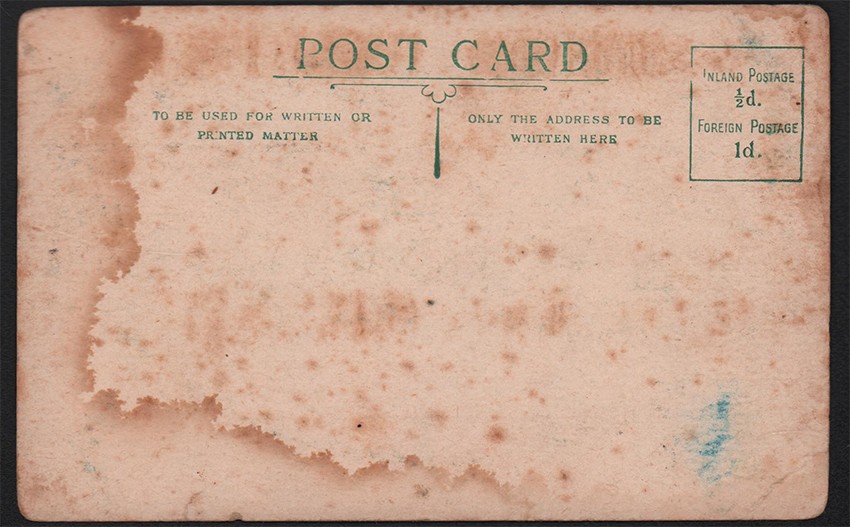 POST CARD
TO BE USED FOR WRITTEN OR
PRINTED MATTER
ONLY THE ADDRESS TO BE
WRITTEN HERE
INLAND POSTAGE
½d.
FOREIGN POSTAGE
1d.